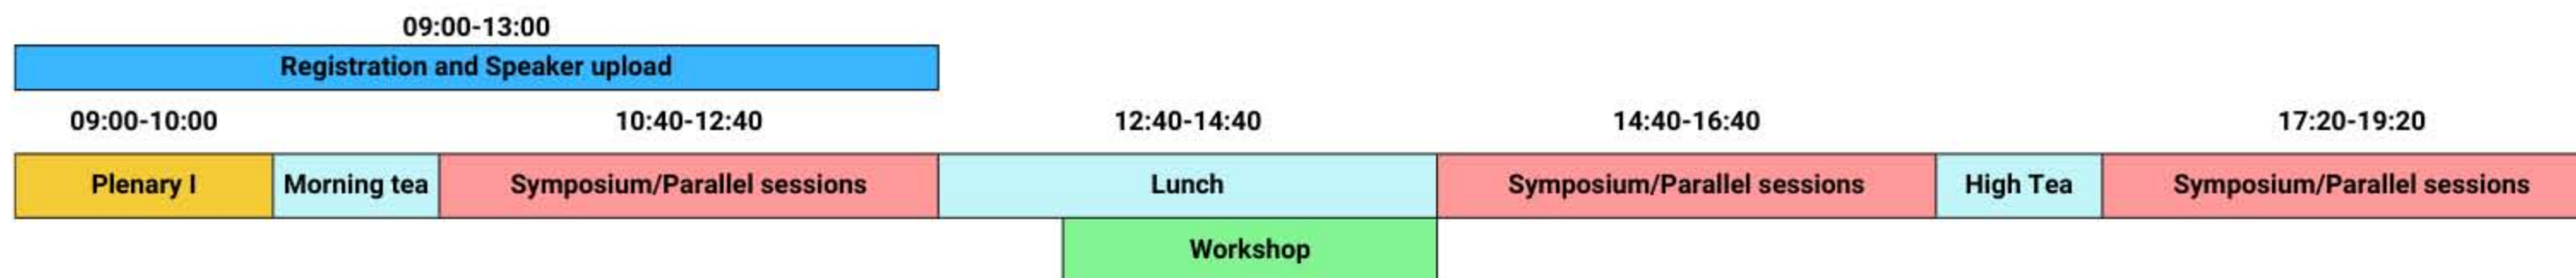 09:00-13:00
Registration and Speaker upload
09:00-10:00 10:40-12:40 12:40-14:40 14:40-16:40 17:20-19:20
Plenary I Morning tea Symposium/Parallel sessions Lunch Symposium/Parallel sessions High Tea Symposium/Parallel sessions
Workshop